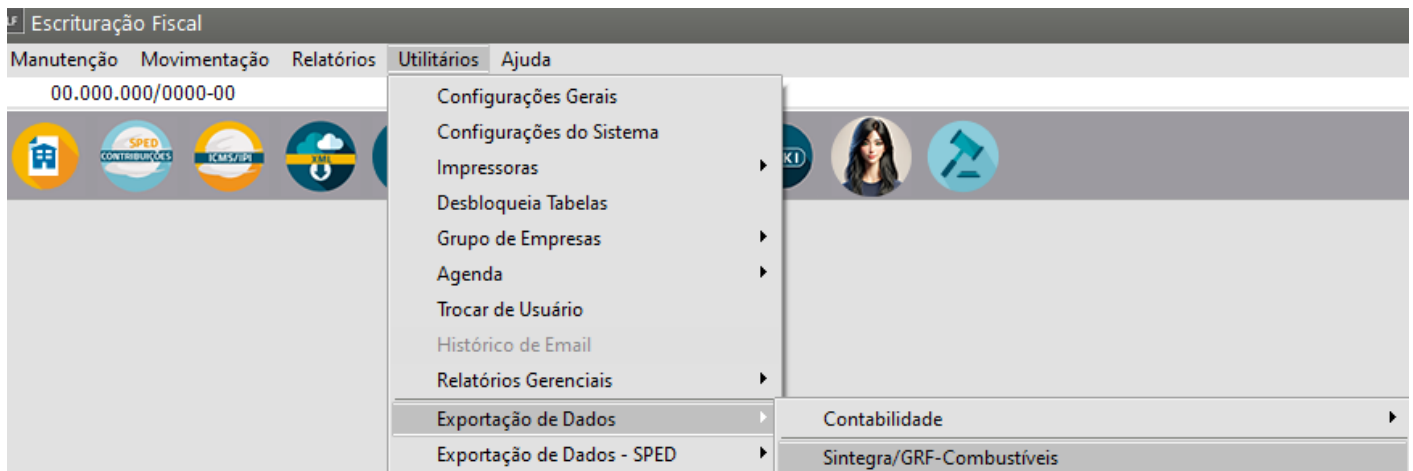 LF Escrituração Fiscal
Manutenção Movimentação Relatórios Utilitários Ajuda
00.000.000/0000-00
SPED CONTRIBUIÇÕES
ICMS/IPI
XML
KI
Configurações Gerais
Configurações do Sistema
Impressoras
Desbloqueia Tabelas
Grupo de Empresas
Agenda
Trocar de Usuário
Histórico de Email
Relatórios Gerenciais
Exportação de Dados
Contabilidade
Exportação de Dados - SPED
Sintegra/GRF-Combustíveis